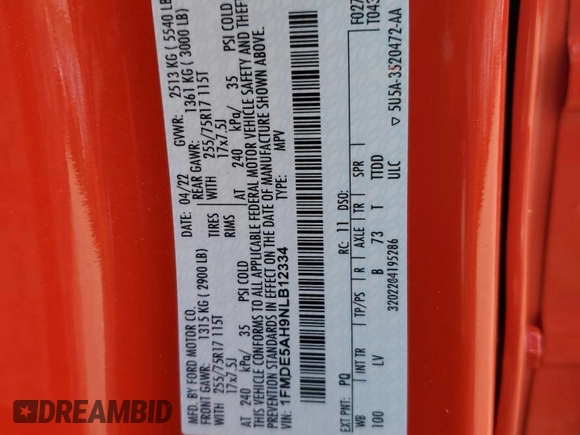 MFD. BY FORD MOTOR CO.
DATE: 04/22
GVWR: 2513 KG ( 5540 LB
FRONT GAWR: 1315 KG ( 2900 LB)
REAR GAWR: 1361 KG ( 3000 LB)
WITH 255/75R17 115T TIRES
WITH 255/75R17 115T
17x7.5J RIMS
17x7.5J
AT 240 kPa/ 35 PSI COLD
AT 240 kPa/ 35 PSI COLD
THIS VEHICLE CONFORMS TO ALL APPLICABLE FEDERAL MOTOR VEHICLE SAFETY AND THEFT
PREVENTION STANDARDS IN EFFECT ON THE DATE OF MANUFACTURE SHOWN ABOVE.
VIN: 1FMDE5AH9NLB12334
TYPE: MPV
F027
T043
EXT PNT: PQ RC: 11 DSO:
WB INT TR TP/PS R AXLE TR SPR
100 LV B 73 T TTDD
ULC
3202204195286
▽ 5U5A-3520472-AA
DREAMBID